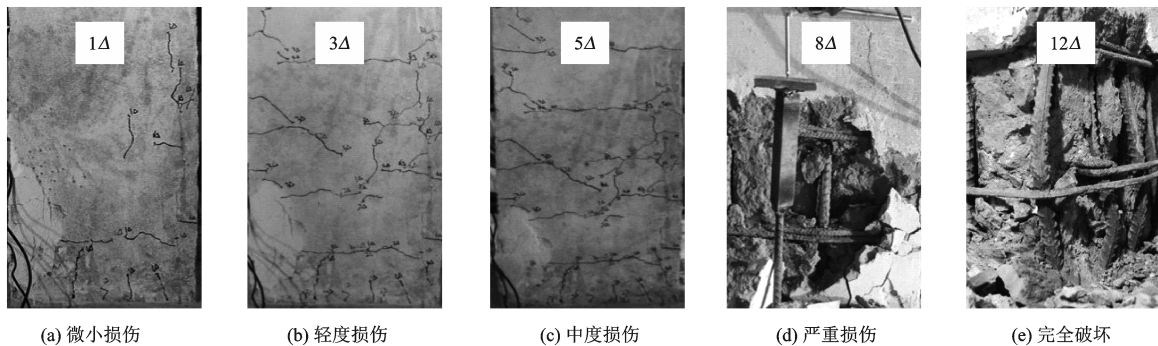 1Δ
3Δ
5Δ
8Δ
12Δ
(a) 微小损伤
(b) 轻度损伤
(c) 中度损伤
(d) 严重损伤
(e) 完全破坏